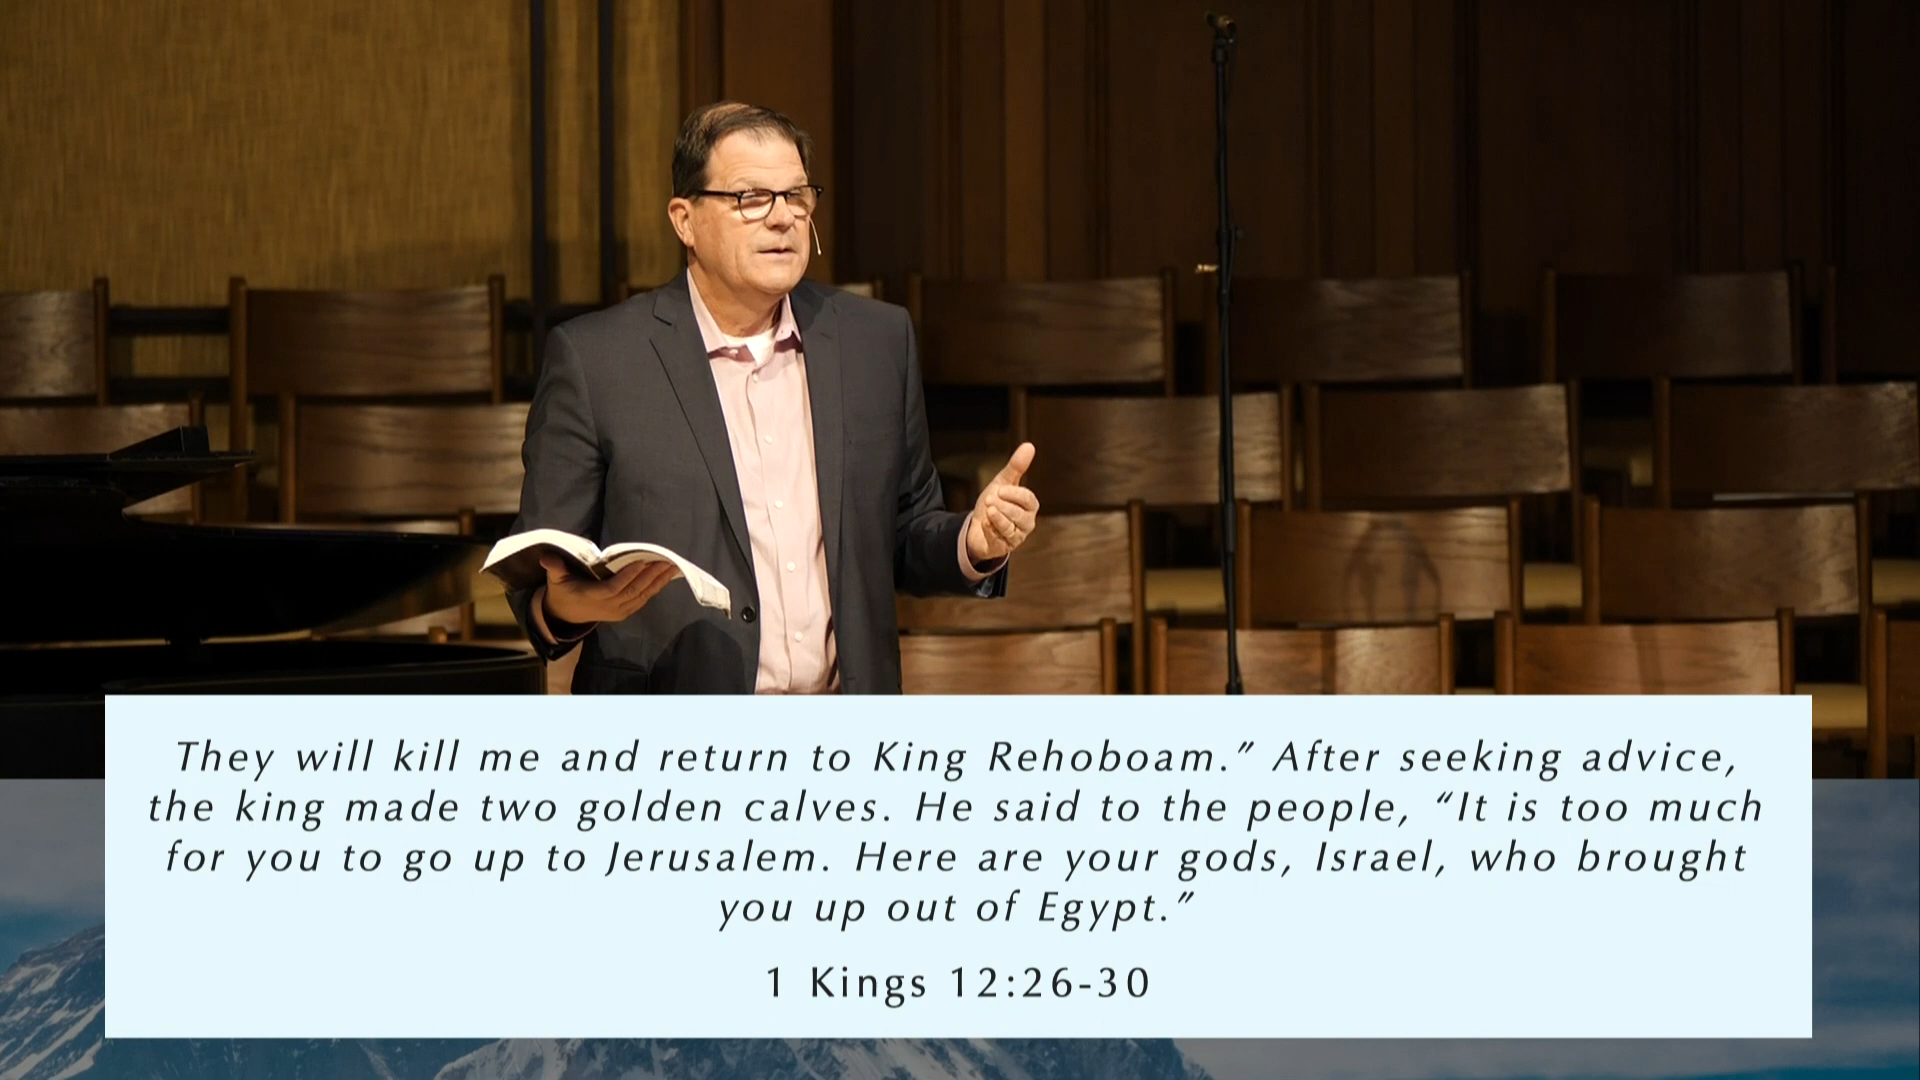 They will kill me and return to King Rehoboam.” After seeking advice,
the king made two golden calves. He said to the people, “It is too much
for you to go up to Jerusalem. Here are your gods, Israel, who brought
you up out of Egypt.”
1 Kings 12:26-30